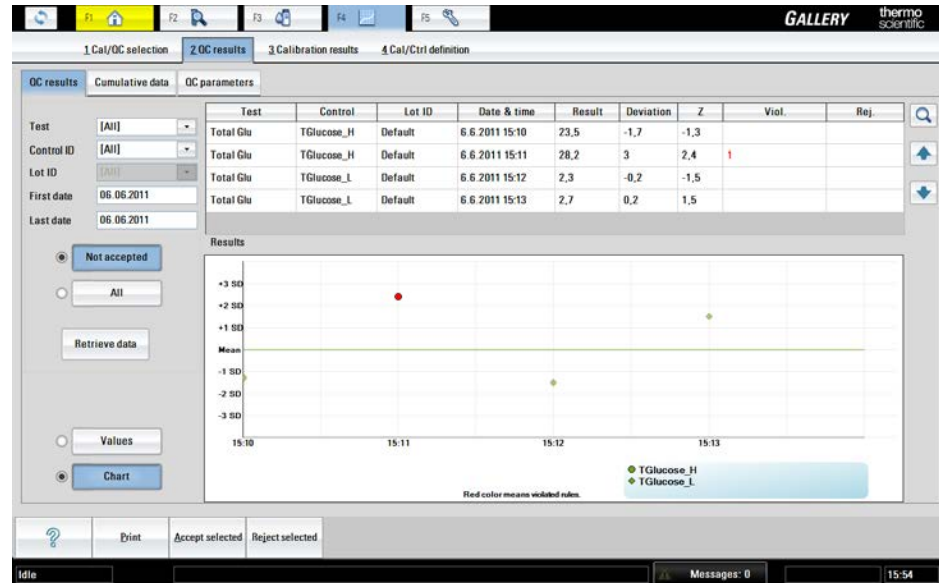 F1 F2 F3 F4 F5 GALLERY thermo scientific
1 Cal/QC selection 2 QC results 3 Calibration results 4 Cal/Ctrl definition
QC results Cumulative data QC parameters
Test [All]
Control ID [All]
Lot ID [All]
First date 06.06.2011
Last date 06.06.2011
Not accepted
All
Retrieve data
Values
Chart
Test Control Lot ID Date & time Result Deviation Z Viol. Rej.
Total Glu TGlucose_H Default 6.6.2011 15:10 23,5 -1,7 -1,3
Total Glu TGlucose_H Default 6.6.2011 15:11 28,2 3 2,4 1
Total Glu TGlucose_L Default 6.6.2011 15:12 2,3 -0,2 -1,5
Total Glu TGlucose_L Default 6.6.2011 15:13 2,7 0,2 1,5
Results
+3 SD
+2 SD
+1 SD
Mean
-1 SD
-2 SD
-3 SD
15:10 15:11 15:12 15:13
TGlucose_H
TGlucose_L
Red color means violated rules.
? Print Accept selected Reject selected
Idle Messages: 0 15:54